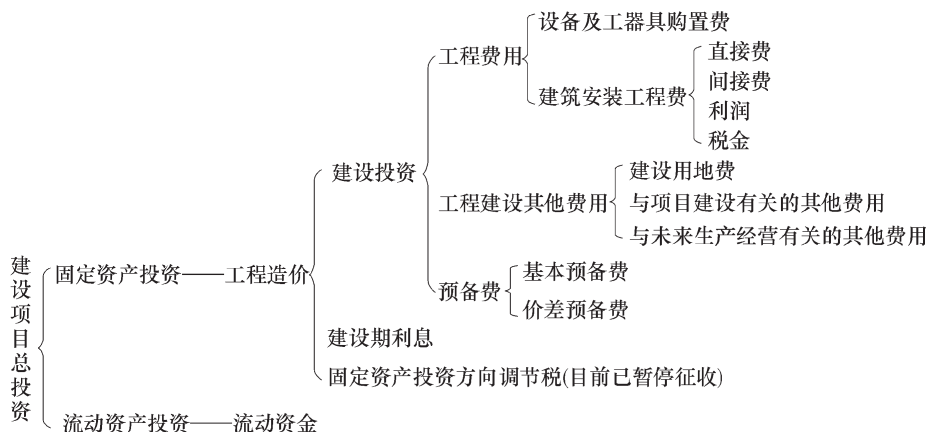 建设项目总投资
固定资产投资——工程造价
建设投资
工程费用
设备及工器具购置费
建筑安装工程费
直接费
间接费
利润
税金
工程建设其他费用
建设用地费
与项目建设有关的其他费用
与未来生产经营有关的其他费用
预备费
基本预备费
价差预备费
建设期利息
固定资产投资方向调节税(目前已暂停征收)
流动资产投资——流动资金